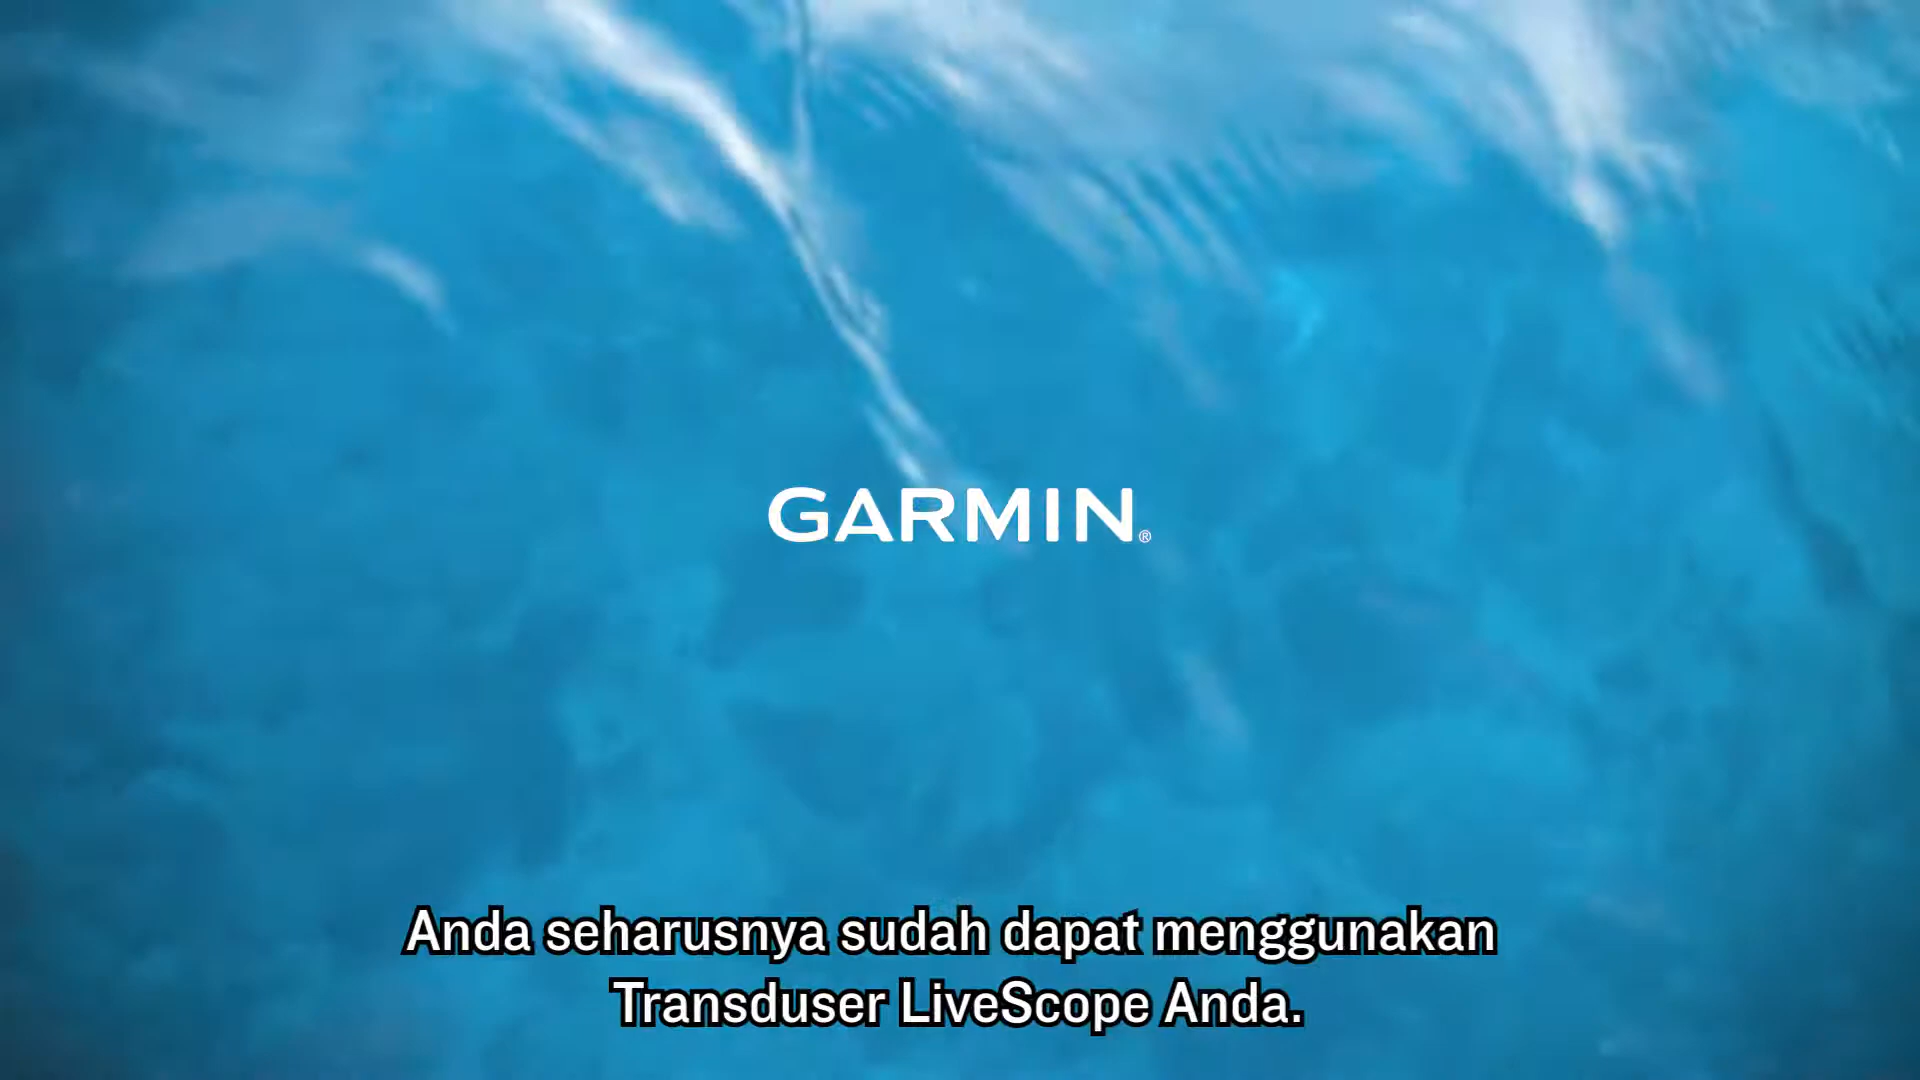 GARMIN®
Anda seharusnya sudah dapat menggunakan
Transduser LiveScope Anda.